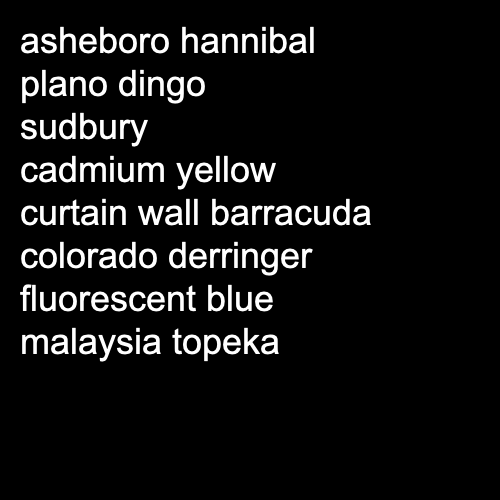 asheboro hannibal
plano dingo
sudbury
cadmium yellow
curtain wall barracuda
colorado derringer
fluorescent blue
malaysia topeka